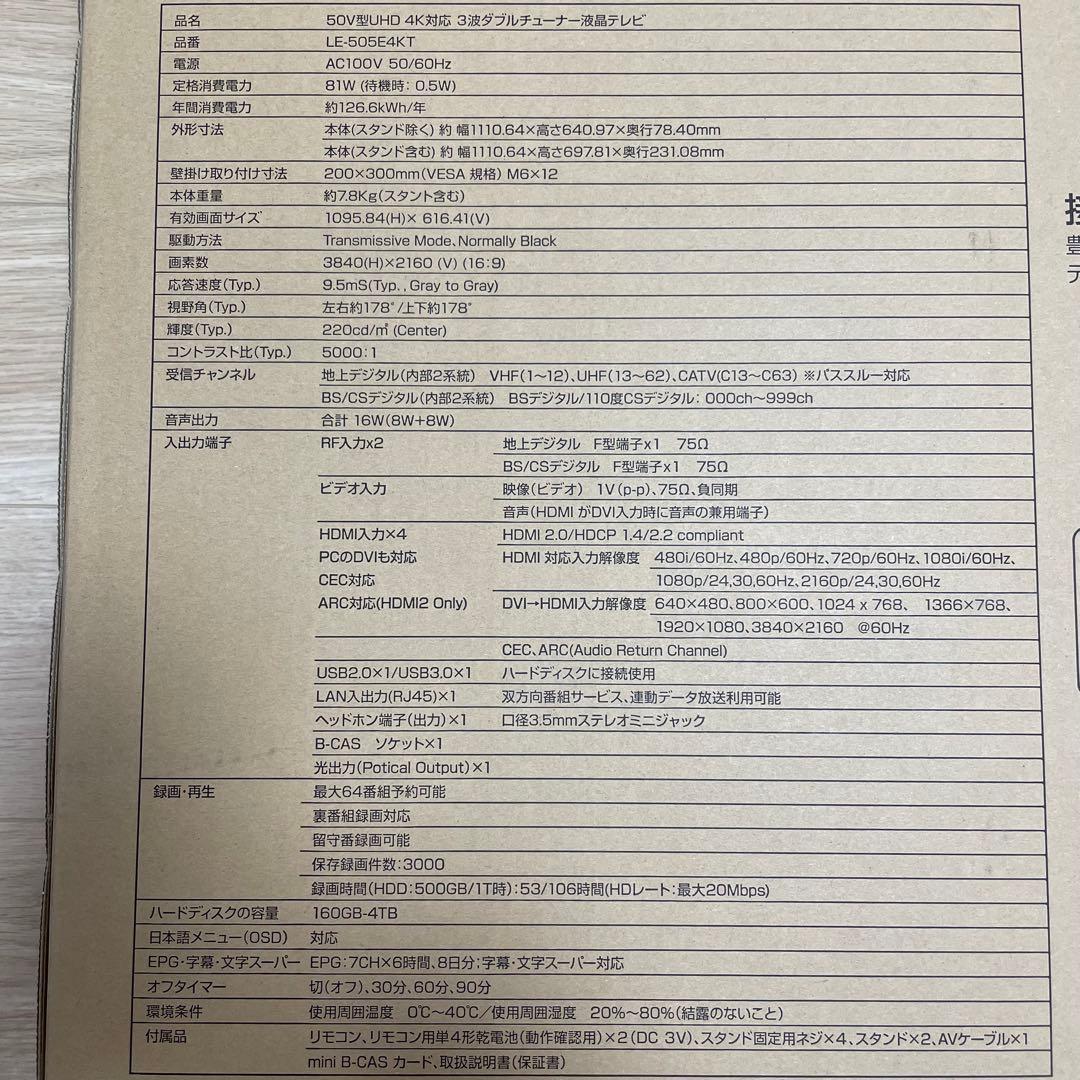 品名 50V型UHD 4K対応 3波ダブルチューナー液晶テレビ
品番 LE-505E4KT
電源 AC100V 50/60Hz
定格消費電力 81W (待機時: 0.5W)
年間消費電力 約126.6kWh/年
外形寸法 本体(スタンド除く) 約 幅1110.64×高さ640.97×奥行78.40mm
本体(スタンド含む) 約 幅1110.64×高さ697.81×奥行231.08mm
壁掛け取り付け寸法 200×300mm(VESA 規格) M6×12
本体重量 約7.8Kg(スタント含む)
有効画面サイズ 1095.84(H)× 616.41(V)
駆動方法 Transmissive Mode、Normally Black
画素数 3840(H)×2160 (V) (16:9)
応答速度(Typ.) 9.5mS(Typ. , Gray to Gray)
視野角(Typ.) 左右約178°/上下約178°
輝度(Typ.) 220cd/㎡ (Center)
コントラスト比(Typ.) 5000:1
受信チャンネル 地上デジタル(内部2系統) VHF(1~12)、UHF(13~62)、CATV(C13~C63) ※パススルー対応
BS/CSデジタル(内部2系統) BSデジタル/110度CSデジタル: 000ch~999ch
音声出力 合計 16W(8W+8W)
入出力端子 RF入力x2 地上デジタル F型端子x1 75Ω
BS/CSデジタル F型端子x1 75Ω
ビデオ入力 映像(ビデオ) 1V(p-p)、75Ω、負同期
音声(HDMI がDVI入力時に音声の兼用端子)
HDMI入力×4 HDMI 2.0/HDCP 1.4/2.2 compliant
PCのDVIも対応 HDMI 対応入力解像度 480i/60Hz、480p/60Hz、720p/60Hz、1080i/60Hz、
CEC対応 1080p/24,30,60Hz、2160p/24,30,60Hz
ARC対応(HDMI2 Only) DVI→HDMI入力解像度 640×480、800×600、1024 x 768、 1366×768、
1920×1080、3840×2160 @60Hz
CEC、ARC(Audio Return Channel)
USB2.0×1/USB3.0×1 ハードディスクに接続使用
LAN入出力(RJ45)×1 双方向番組サービス、連動データ放送利用可能
ヘッドホン端子(出力)×1 口径3.5mmステレオミニジャック
B-CAS ソケット×1
光出力(Potical Output)×1
録画・再生 最大64番組予約可能
裏番組録画対応
留守番録画可能
保存録画件数:3000
録画時間(HDD:500GB/1T時):53/106時間(HDレート:最大20Mbps)
ハードディスクの容量 160GB-4TB
日本語メニュー(OSD) 対応
EPG・字幕・文字スーパー EPG:7CH×6時間、8日分;字幕・文字スーパー対応
オフタイマー 切(オフ)、30分、60分、90分
環境条件 使用周囲温度 0℃~40℃/使用周囲湿度 20%~80%(結露のないこと)
付属品 リモコン、リモコン用単4形乾電池(動作確認用)×2(DC 3V)、スタンド固定用ネジ×4、スタンド×2、AVケーブル×1
mini B-CAS カード、取扱説明書(保証書)